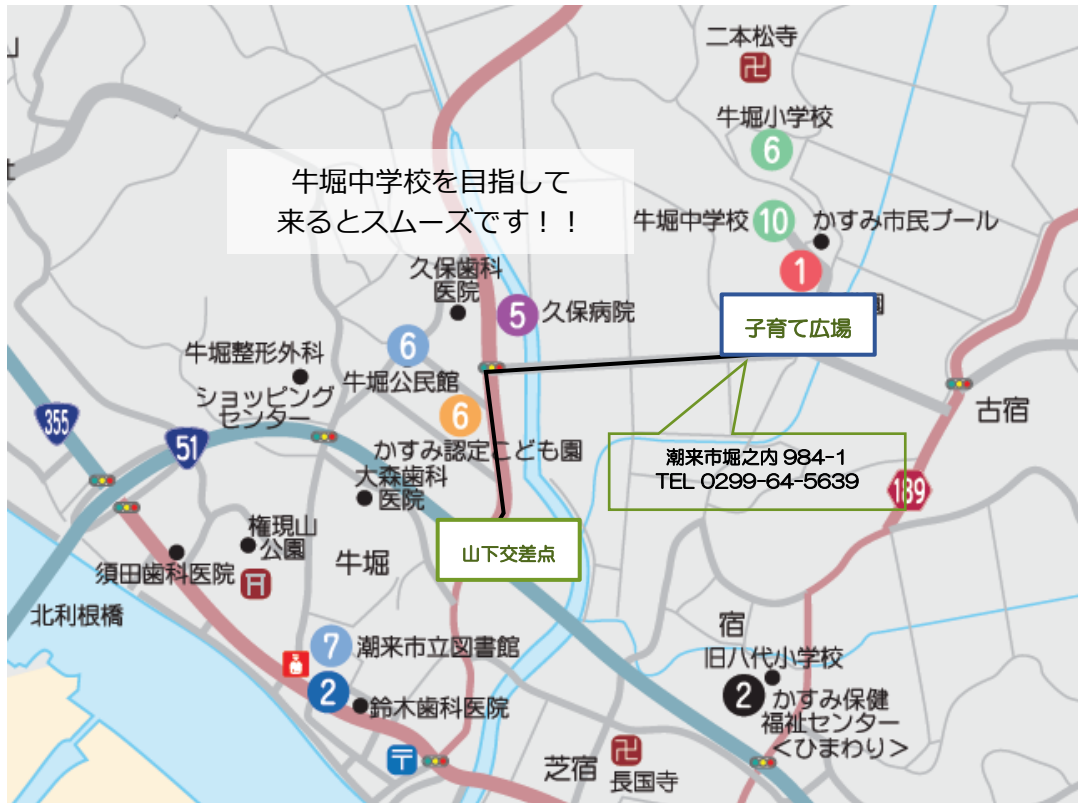 二本松寺
牛堀小学校
6
牛堀中学校を目指して
来るとスムーズです！！
牛堀中学校
10
かすみ市民プール
1
久保歯科
医院
5
久保病院
園
子育て広場
6
牛堀整形外科
牛堀公民館
ショッピング
センター
6
355
51
古宿
かすみ認定こども園
潮来市堀之内 984-1
TEL 0299-64-5639
189
大森歯科
医院
権現山
公園
牛堀
山下交差点
須田歯科医院
北利根橋
宿
7
潮来市立図書館
旧八代小学校
2
鈴木歯科医院
2
かすみ保健
福祉センター
＜ひまわり＞
芝宿
長国寺